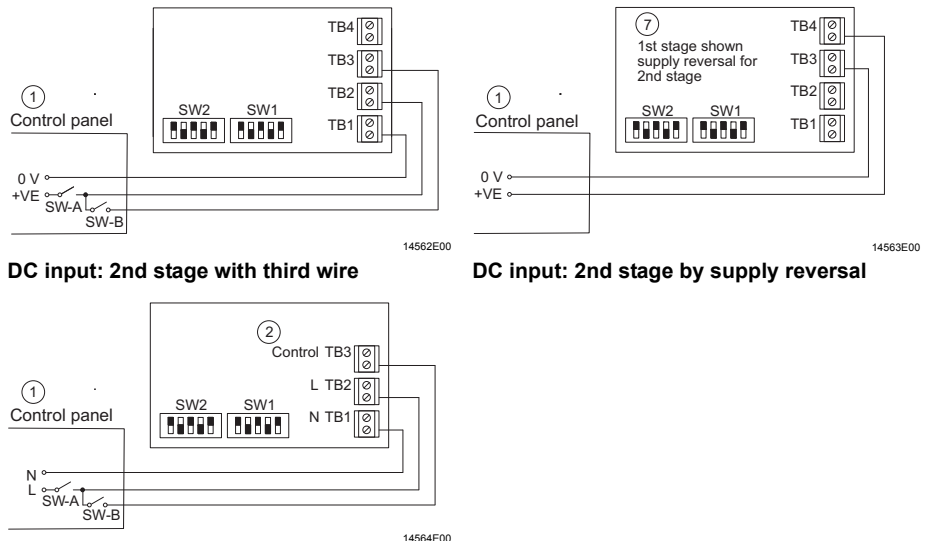 TB4
TB3
TB2
TB1
1
Control panel
SW2 SW1
0 V
+VE
SW-A
SW-B
14562E00
DC input: 2nd stage with third wire
7
1st stage shown
supply reversal for
2nd stage
TB4
TB3
TB2
TB1
1
Control panel
SW2 SW1
0 V
+VE
14563E00
DC input: 2nd stage by supply reversal
2
Control TB3
L TB2
N TB1
1
Control panel
SW2 SW1
N
L
SW-A
SW-B
14564E00